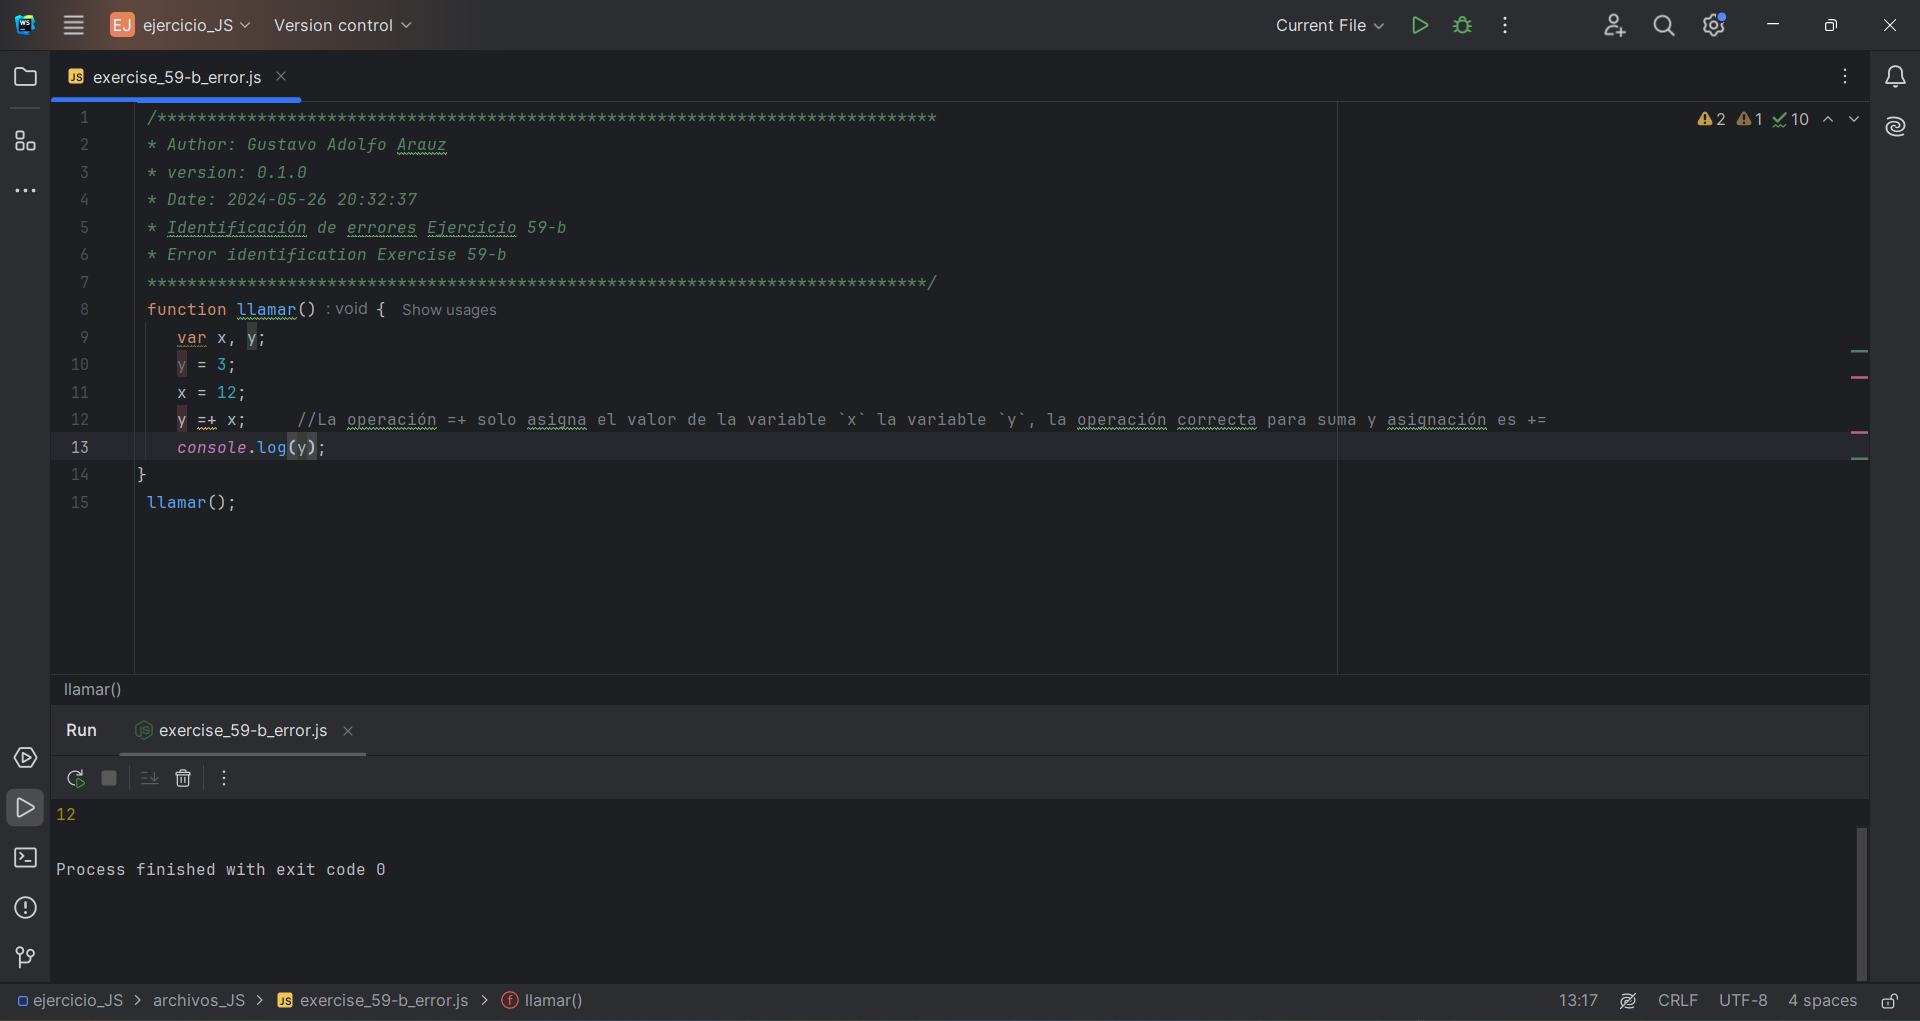 WS EJ ejercicio_JS Version control Current File
JS exercise_59-b_error.js
2 1 10
1 /******************************************************************************
2 * Author: Gustavo Adolfo Arauz
3 * version: 0.1.0
4 * Date: 2024-05-26 20:32:37
5 * Identificación de errores Ejercicio 59-b
6 * Error identification Exercise 59-b
7 ******************************************************************************/
8 function llamar() : void { Show usages
9 var x, y;
10 y = 3;
11 x = 12;
12 y =+ x; //La operación =+ solo asigna el valor de la variable `x` la variable `y`, la operación correcta para suma y asignación es +=
13 console.log(y);
14 }
15 llamar();
llamar()
Run JS exercise_59-b_error.js
12
Process finished with exit code 0
ejercicio_JS > archivos_JS > JS exercise_59-b_error.js > f llamar() 13:17 CRLF UTF-8 4 spaces